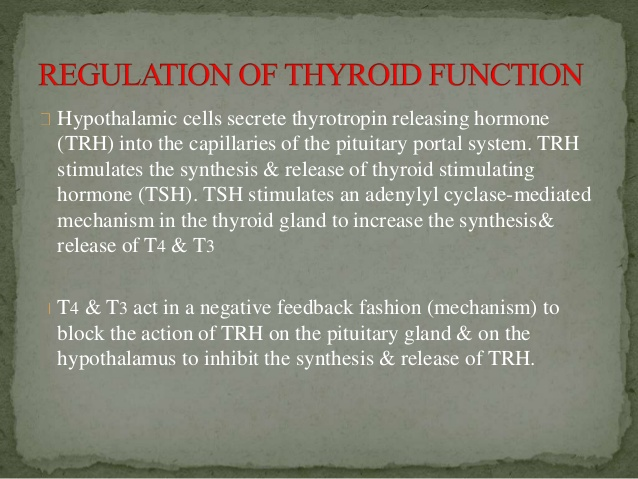 REGULATION OF THYROID FUNCTION
Hypothalamic cells secrete thyrotropin releasing hormone
(TRH) into the capillaries of the pituitary portal system. TRH
stimulates the synthesis & release of thyroid stimulating
hormone (TSH). TSH stimulates an adenylyl cyclase-mediated
mechanism in the thyroid gland to increase the synthesis&
release of T4 & T3
T4 & T3 act in a negative feedback fashion (mechanism) to
block the action of TRH on the pituitary gland & on the
hypothalamus to inhibit the synthesis & release of TRH.